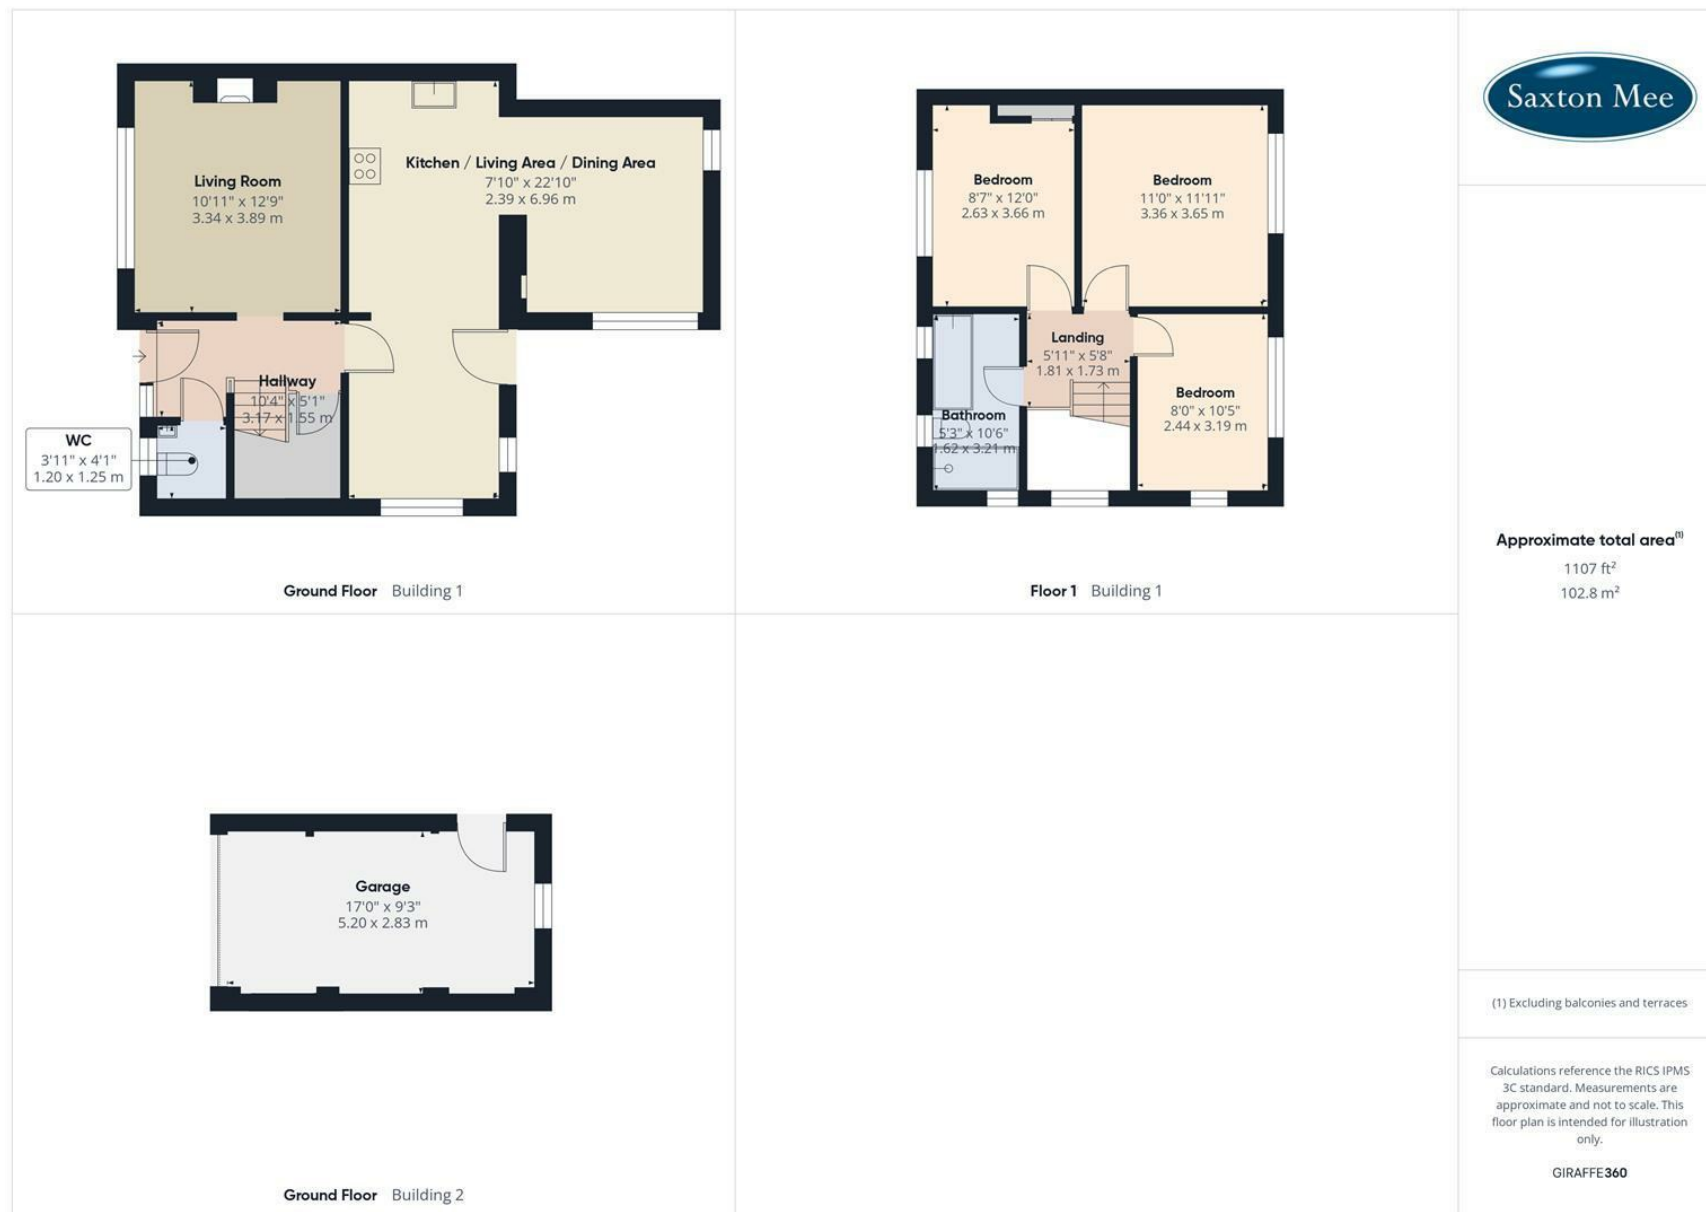 Living Room
10'11" x 12'9"
3.34 x 3.89 m
Kitchen / Living Area / Dining Area
7'10" x 22'10"
2.39 x 6.96 m
Hallway
10'4" x 5'1"
3.17 x 1.55 m
WC
3'11" x 4'1"
1.20 x 1.25 m
Ground Floor Building 1
Bedroom
8'7" x 12'0"
2.63 x 3.66 m
Bedroom
11'0" x 11'11"
3.36 x 3.65 m
Landing
5'11" x 5'8"
1.81 x 1.73 m
Bathroom
5'3" x 10'6"
1.62 x 3.21 m
Bedroom
8'0" x 10'5"
2.44 x 3.19 m
Floor 1 Building 1
Garage
17'0" x 9'3"
5.20 x 2.83 m
Ground Floor Building 2
Saxton Mee
Approximate total area(1)
1107 ft²
102.8 m²
(1) Excluding balconies and terraces
Calculations reference the RICS IPMS
3C standard. Measurements are
approximate and not to scale. This
floor plan is intended for illustration
only.
GIRAFFE360